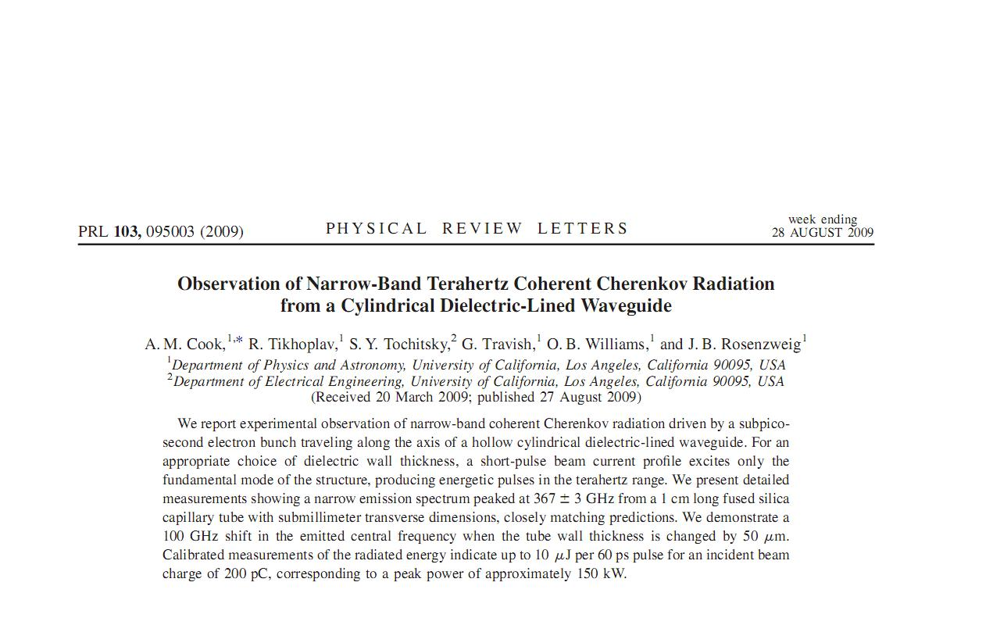 PRL 103, 095003 (2009)
PHYSICAL REVIEW LETTERS
week ending
28 AUGUST 2009
Observation of Narrow-Band Terahertz Coherent Cherenkov Radiation
from a Cylindrical Dielectric-Lined Waveguide
A. M. Cook,1,* R. Tikhoplav,1 S. Y. Tochitsky,2 G. Travish,1 O. B. Williams,1 and J. B. Rosenzweig1
1Department of Physics and Astronomy, University of California, Los Angeles, California 90095, USA
2Department of Electrical Engineering, University of California, Los Angeles, California 90095, USA
(Received 20 March 2009; published 27 August 2009)
We report experimental observation of narrow-band coherent Cherenkov radiation driven by a subpico-
second electron bunch traveling along the axis of a hollow cylindrical dielectric-lined waveguide. For an
appropriate choice of dielectric wall thickness, a short-pulse beam current profile excites only the
fundamental mode of the structure, producing energetic pulses in the terahertz range. We present detailed
measurements showing a narrow emission spectrum peaked at 367 ± 3 GHz from a 1 cm long fused silica
capillary tube with submillimeter transverse dimensions, closely matching predictions. We demonstrate a
100 GHz shift in the emitted central frequency when the tube wall thickness is changed by 50 μm.
Calibrated measurements of the radiated energy indicate up to 10 μJ per 60 ps pulse for an incident beam
charge of 200 pC, corresponding to a peak power of approximately 150 kW.